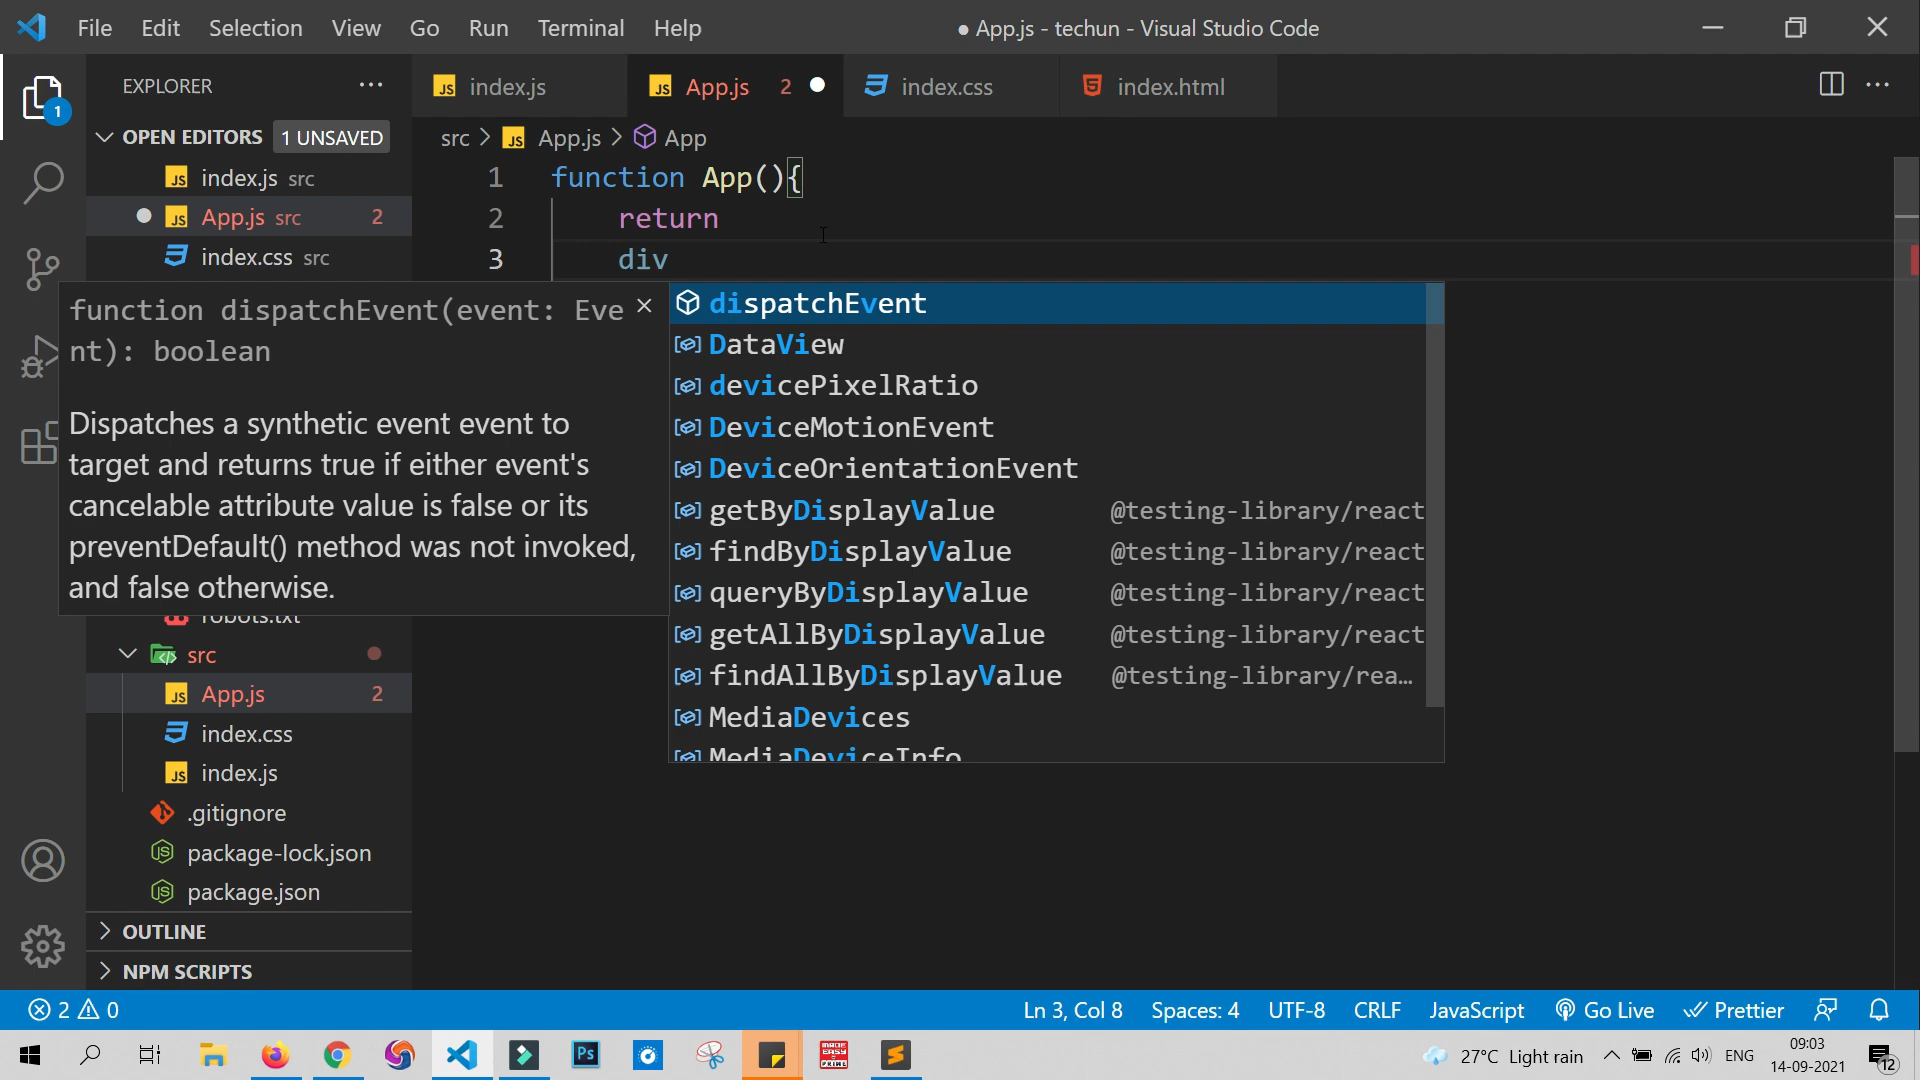 File Edit Selection View Go Run Terminal Help
● App.js - techun - Visual Studio Code
EXPLORER
index.js
App.js 2
index.css
index.html
OPEN EDITORS 1 UNSAVED
src > App.js > App
index.js src
App.js src 2
index.css src
1 function App(){
2 return
3 div
function dispatchEvent(event: Eve
nt): boolean
Dispatches a synthetic event event to
target and returns true if either event's
cancelable attribute value is false or its
preventDefault() method was not invoked,
and false otherwise.
dispatchEvent
DataView
devicePixelRatio
DeviceMotionEvent
DeviceOrientationEvent
getByDisplayValue @testing-library/react
findByDisplayValue @testing-library/react
queryByDisplayValue @testing-library/react
getAllByDisplayValue @testing-library/react
findAllByDisplayValue @testing-library/rea…
MediaDevices
MediaDeviceInfo
robots.txt
src
App.js 2
index.css
index.js
.gitignore
package-lock.json
package.json
OUTLINE
NPM SCRIPTS
2 0
Ln 3, Col 8 Spaces: 4 UTF-8 CRLF JavaScript Go Live Prettier
27°C Light rain ENG
09:03
14-09-2021
12